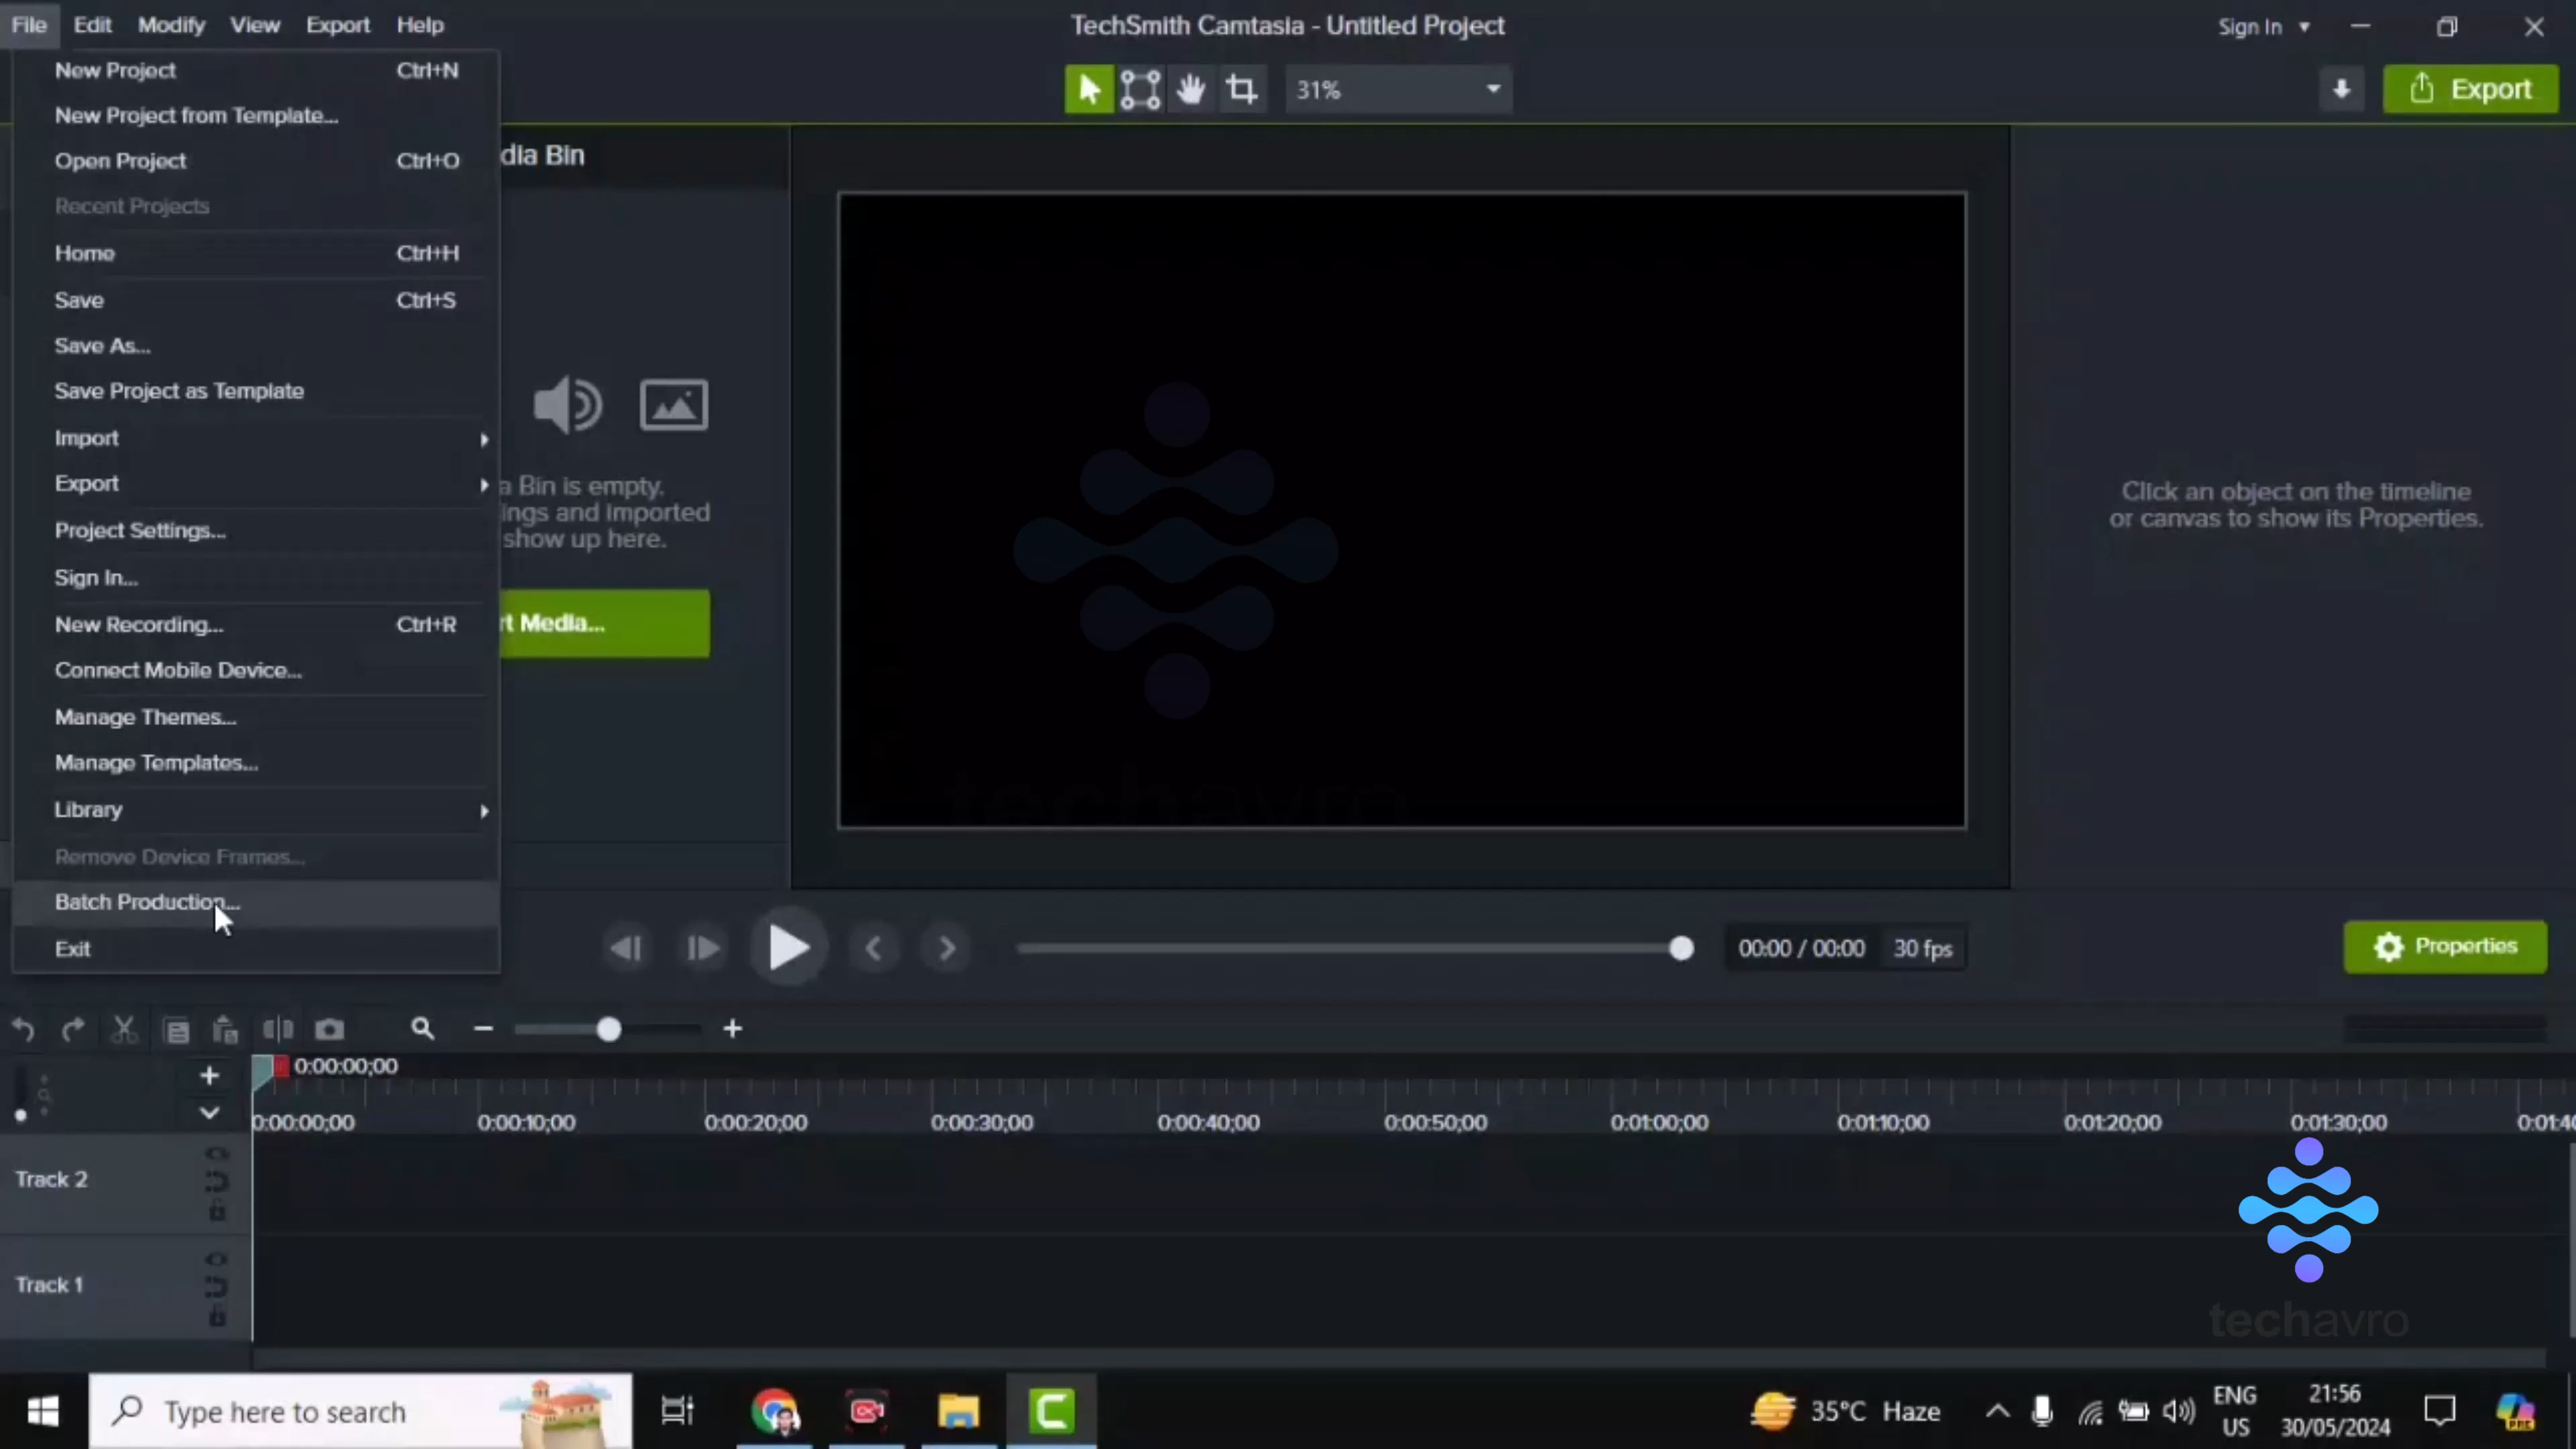 File Edit Modify View Export Help
TechSmith Camtasia - Untitled Project
Sign In
31%
Export
New Project Ctrl+N
New Project from Template...
Open Project Ctrl+O
Recent Projects
Home Ctrl+H
Save Ctrl+S
Save As...
Save Project as Template
Import
Export
Project Settings...
Sign In...
New Recording... Ctrl+R
Connect Mobile Device...
Manage Themes...
Manage Templates...
Library
Remove Device Frames...
Batch Production...
Exit
dia Bin
a Bin is empty.
ings and imported
show up here.
rt Media...
techavro
Click an object on the timeline
or canvas to show its Properties.
00:00 / 00:00 30 fps
Properties
0:00:00;00
0:00:00;00 0:00:10;00 0:00:20;00 0:00:30;00 0:00:40;00 0:00:50;00 0:01:00;00 0:01:10;00 0:01:20;00 0:01:30;00 0:01:40
Track 2
Track 1
techavro
Type here to search
35°C Haze
ENG
US
21:56
30/05/2024
PRE